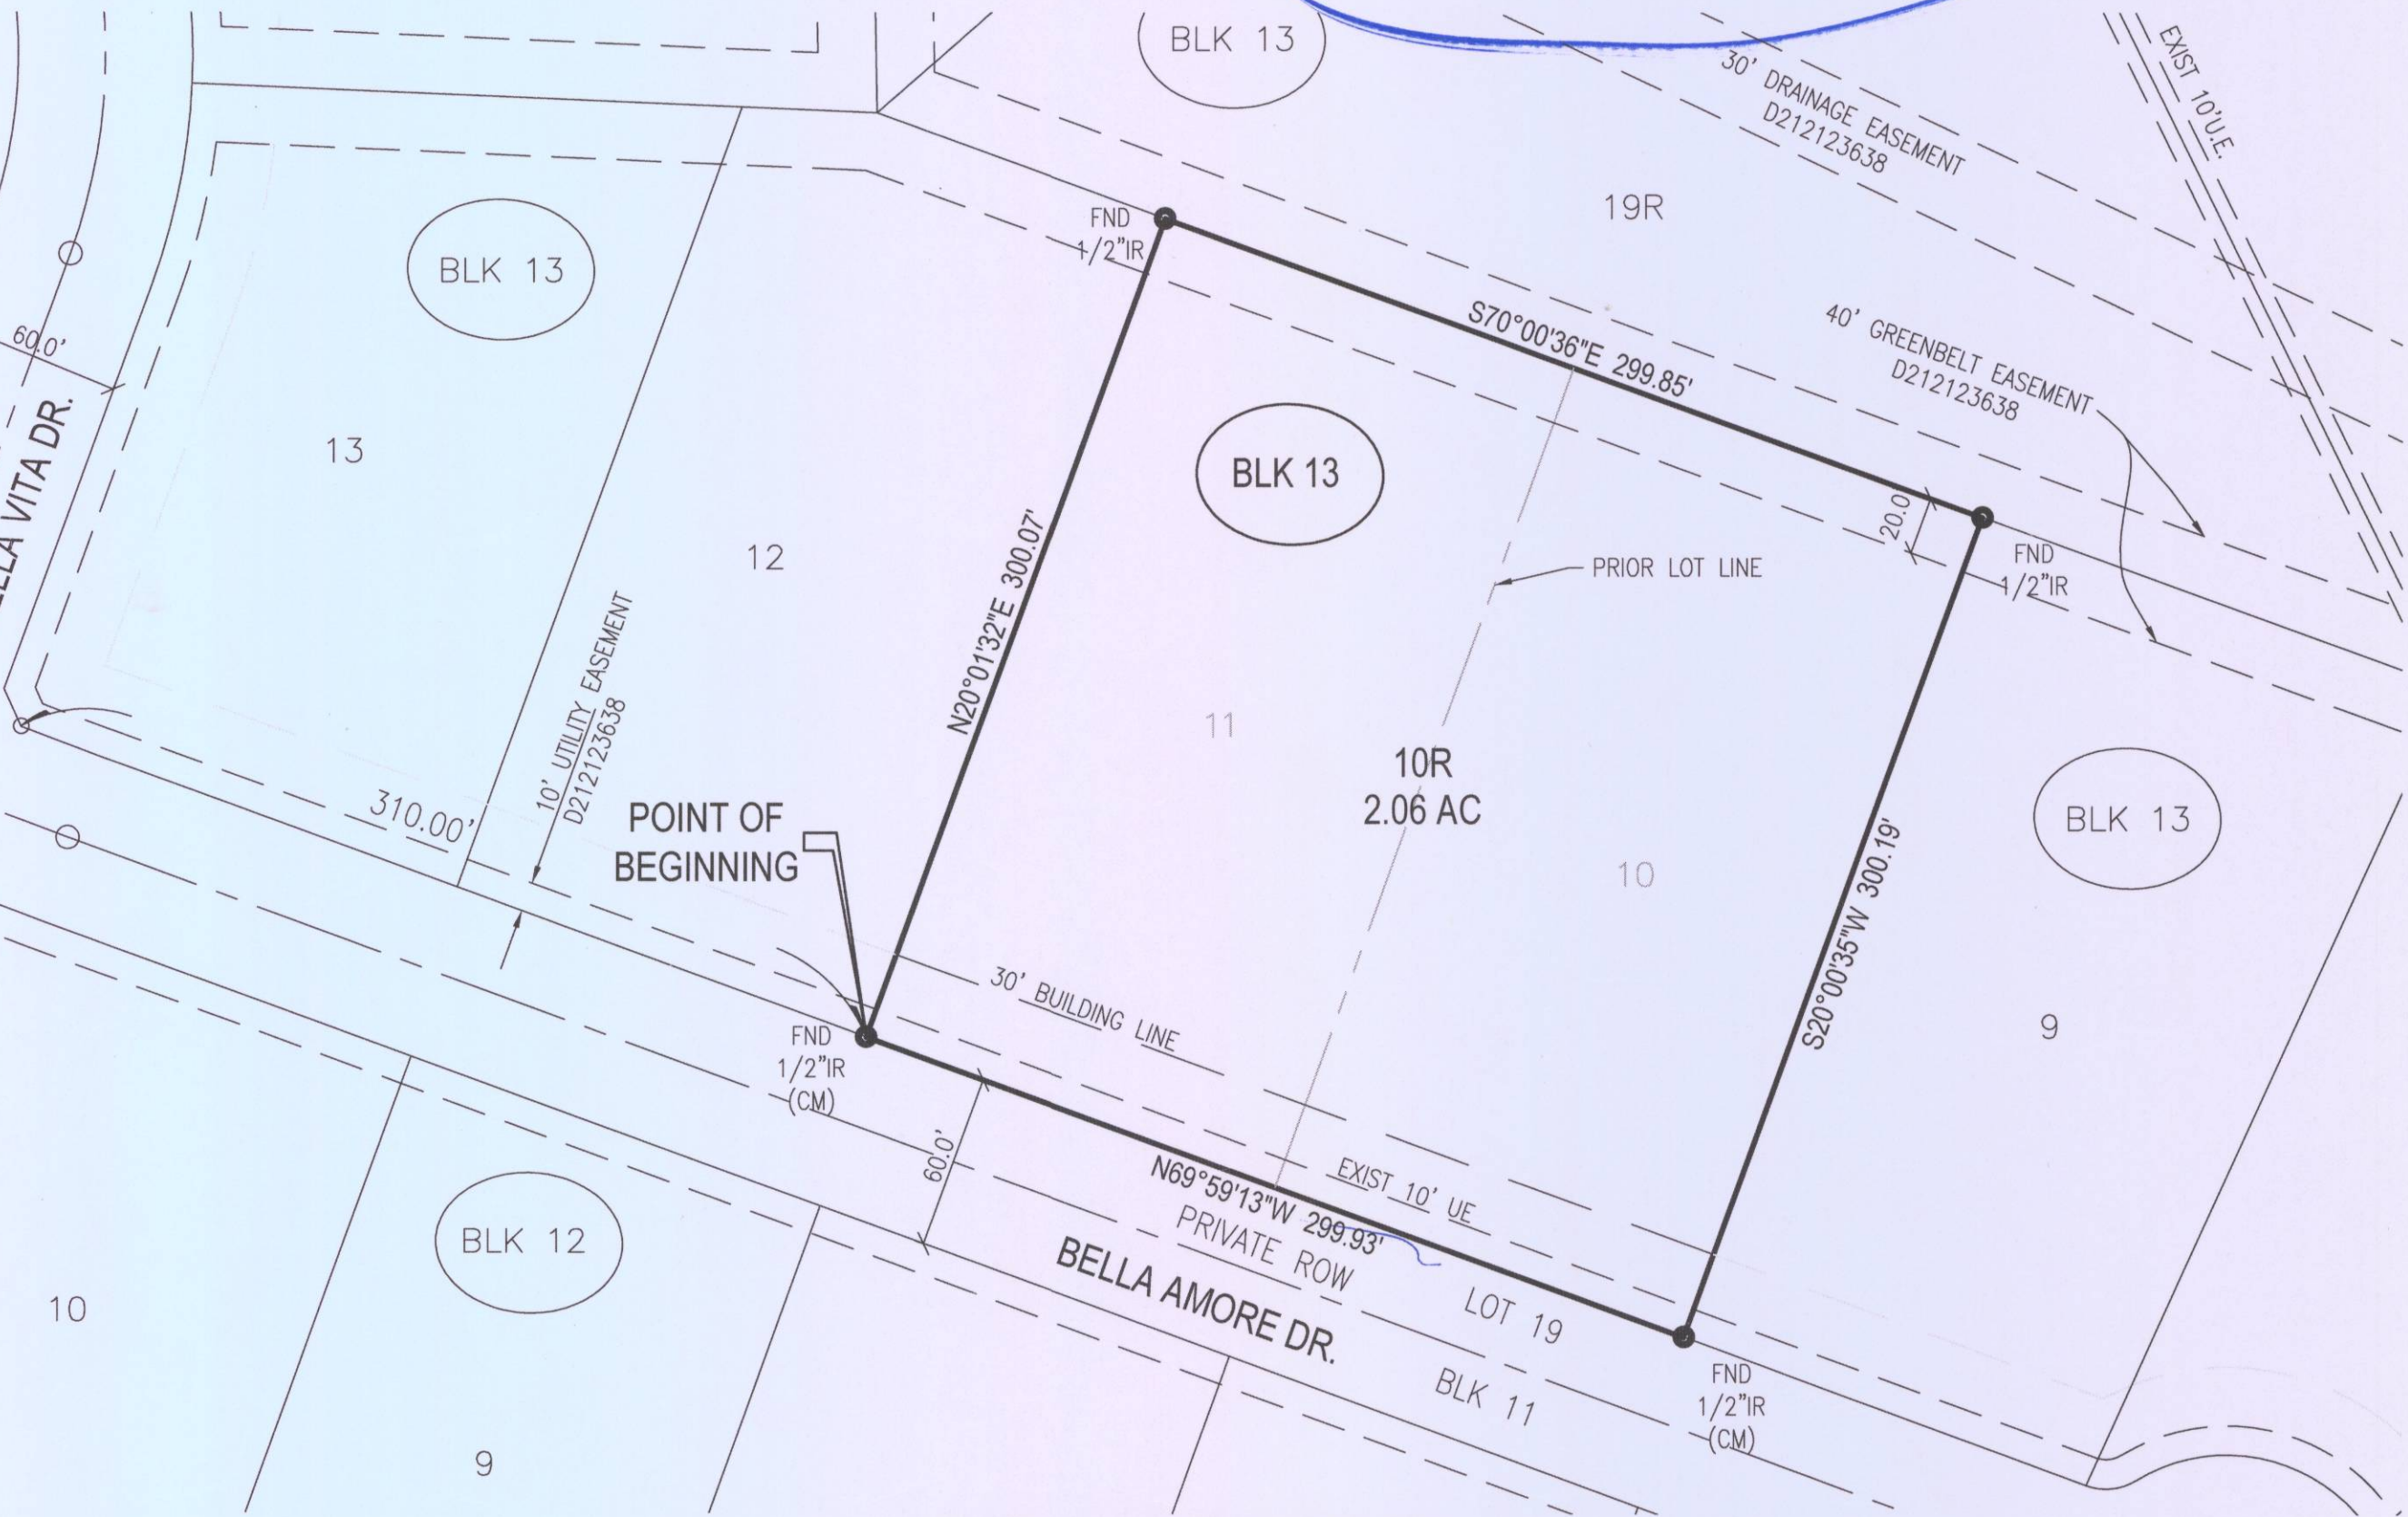 BLK 13
30' DRAINAGE EASEMENT
D212123638
EXIST 10'U.E.
19R
FND
1/2"IR
BLK 13
60.0'
VITA DR.
13
12
S70°00'36"E 299.85'
40' GREENBELT EASEMENT
D212123638
BLK 13
20.0
FND
1/2"IR
PRIOR LOT LINE
N20°01'32"E 300.07'
10' UTILITY EASEMENT
D212123638
11
10R
2.06 AC
10
S20°00'35"W 300.19'
BLK 13
9
310.00'
POINT OF
BEGINNING
30' BUILDING LINE
FND
1/2"IR
(CM)
60.0'
EXIST 10' UE
N69°59'13"W 299.93'
PRIVATE ROW
BELLA AMORE DR.
LOT 19
BLK 11
FND
1/2"IR
(CM)
BLK 12
10
9